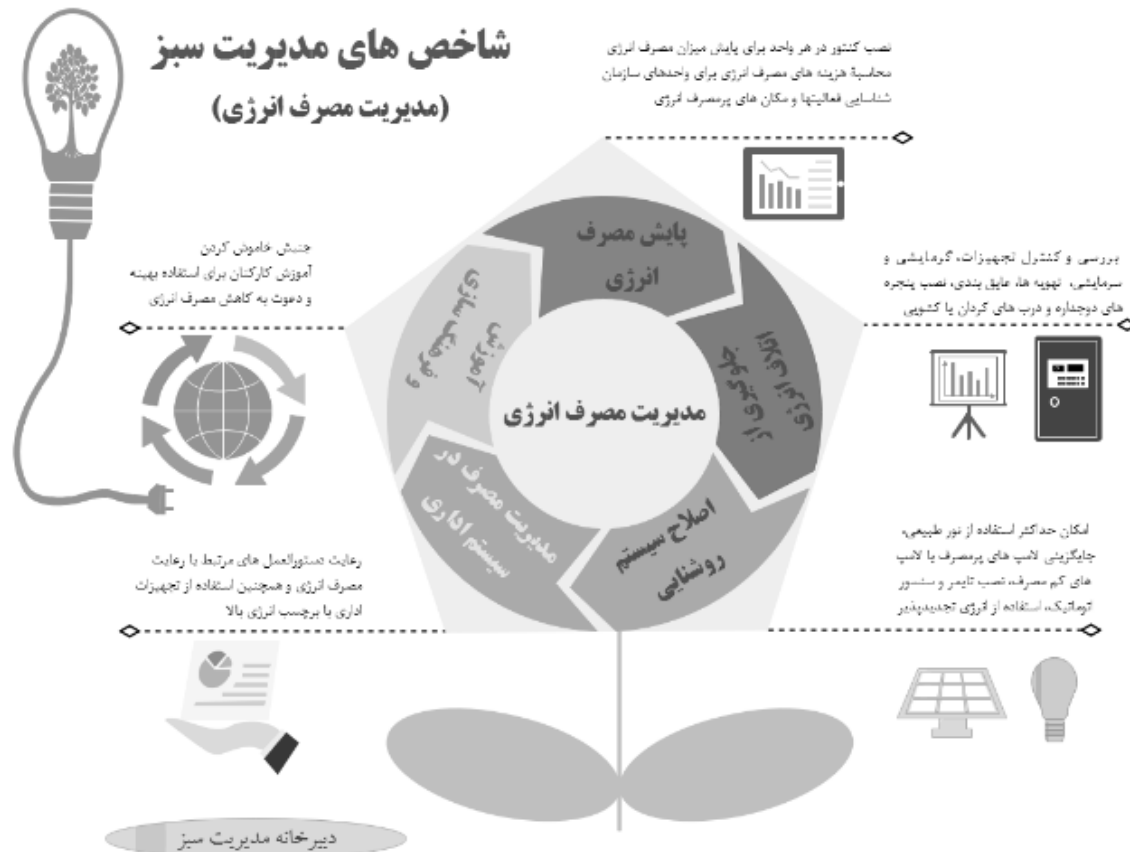 شاخص های مدیریت سبز
(مدیریت مصرف انرژی)
نصب کنتور در هر واحد برای پایش میزان مصرف انرژی
محاسبهٔ هزینه های مصرف انرژی برای واحدهای سازمان
شناسایی فعالیتها و مکان های پرمصرف انرژی
پایش مصرف
انرژی
بررسی و کنترل تجهیزات، گرمایشی و
سرمایشی، تهویه ها، عایق بندی، نصب پنجره
های دوجداره و درب های گردان یا کشویی
جلوگیری از
اتلاف انرژی
امکان حداکثر استفاده از نور طبیعی،
جایگزینی لامپ های پرمصرف با لامپ
های کم مصرف، نصب تایمر و سنسور
اتوماتیک، استفاده از انرژی تجدیدپذیر
اصلاح سیستم
روشنایی
رعایت دستورالعمل های مرتبط با رعایت
مصرف انرژی و همچنین استفاده از تجهیزات
اداری با برچسب انرژی بالا
مدیریت مصرف در
سیستم اداری
جنبش خاموش کردن
آموزش کارکنان برای استفاده بهینه
و دعوت به کاهش مصرف انرژی
آموزش
و فرهنگ سازی
مدیریت مصرف انرژی
دبیرخانه مدیریت سبز